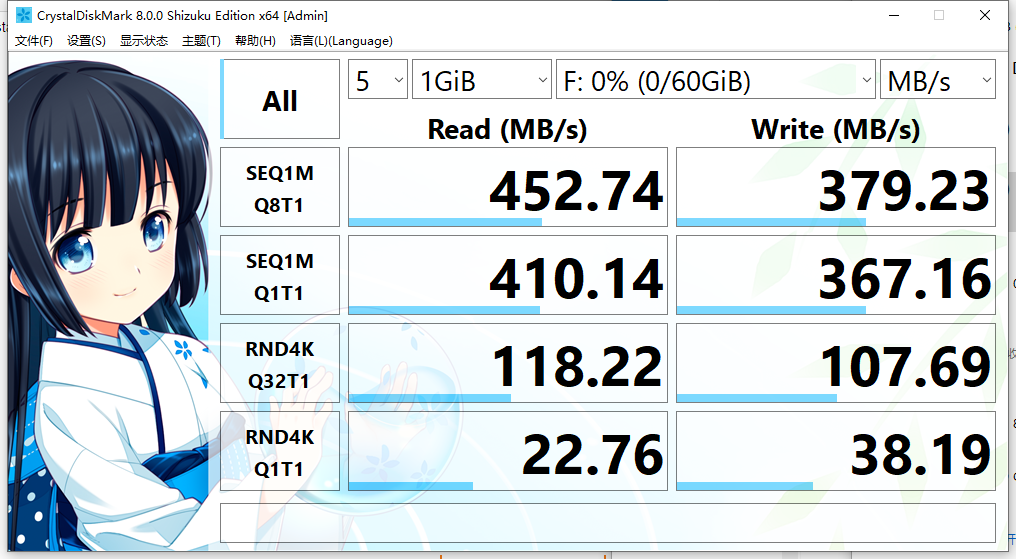 CrystalDiskMark 8.0.0 Shizuku Edition x64 [Admin]
文件(F) 设置(S) 显示状态 主题(T) 帮助(H) 语言(L)(Language)
All 5 1GiB F: 0% (0/60GiB) MB/s
Read (MB/s) Write (MB/s)
SEQ1M
Q8T1
452.74 379.23
SEQ1M
Q1T1
410.14 367.16
RND4K
Q32T1
118.22 107.69
RND4K
Q1T1
22.76 38.19